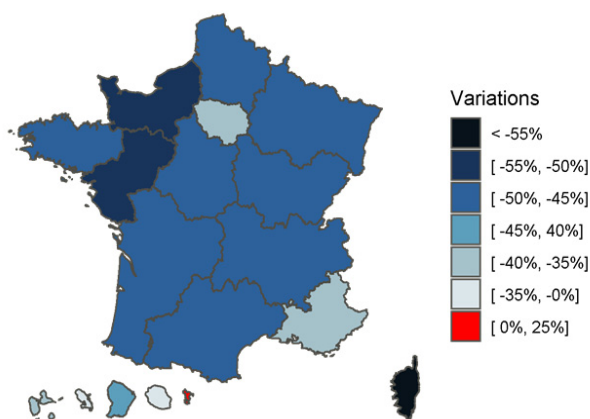 Variations
< -55%
[ -55%, -50%]
[ -50%, -45%]
[ -45%, 40%]
[ -40%, -35%]
[ -35%, -0%]
[ 0%, 25%]